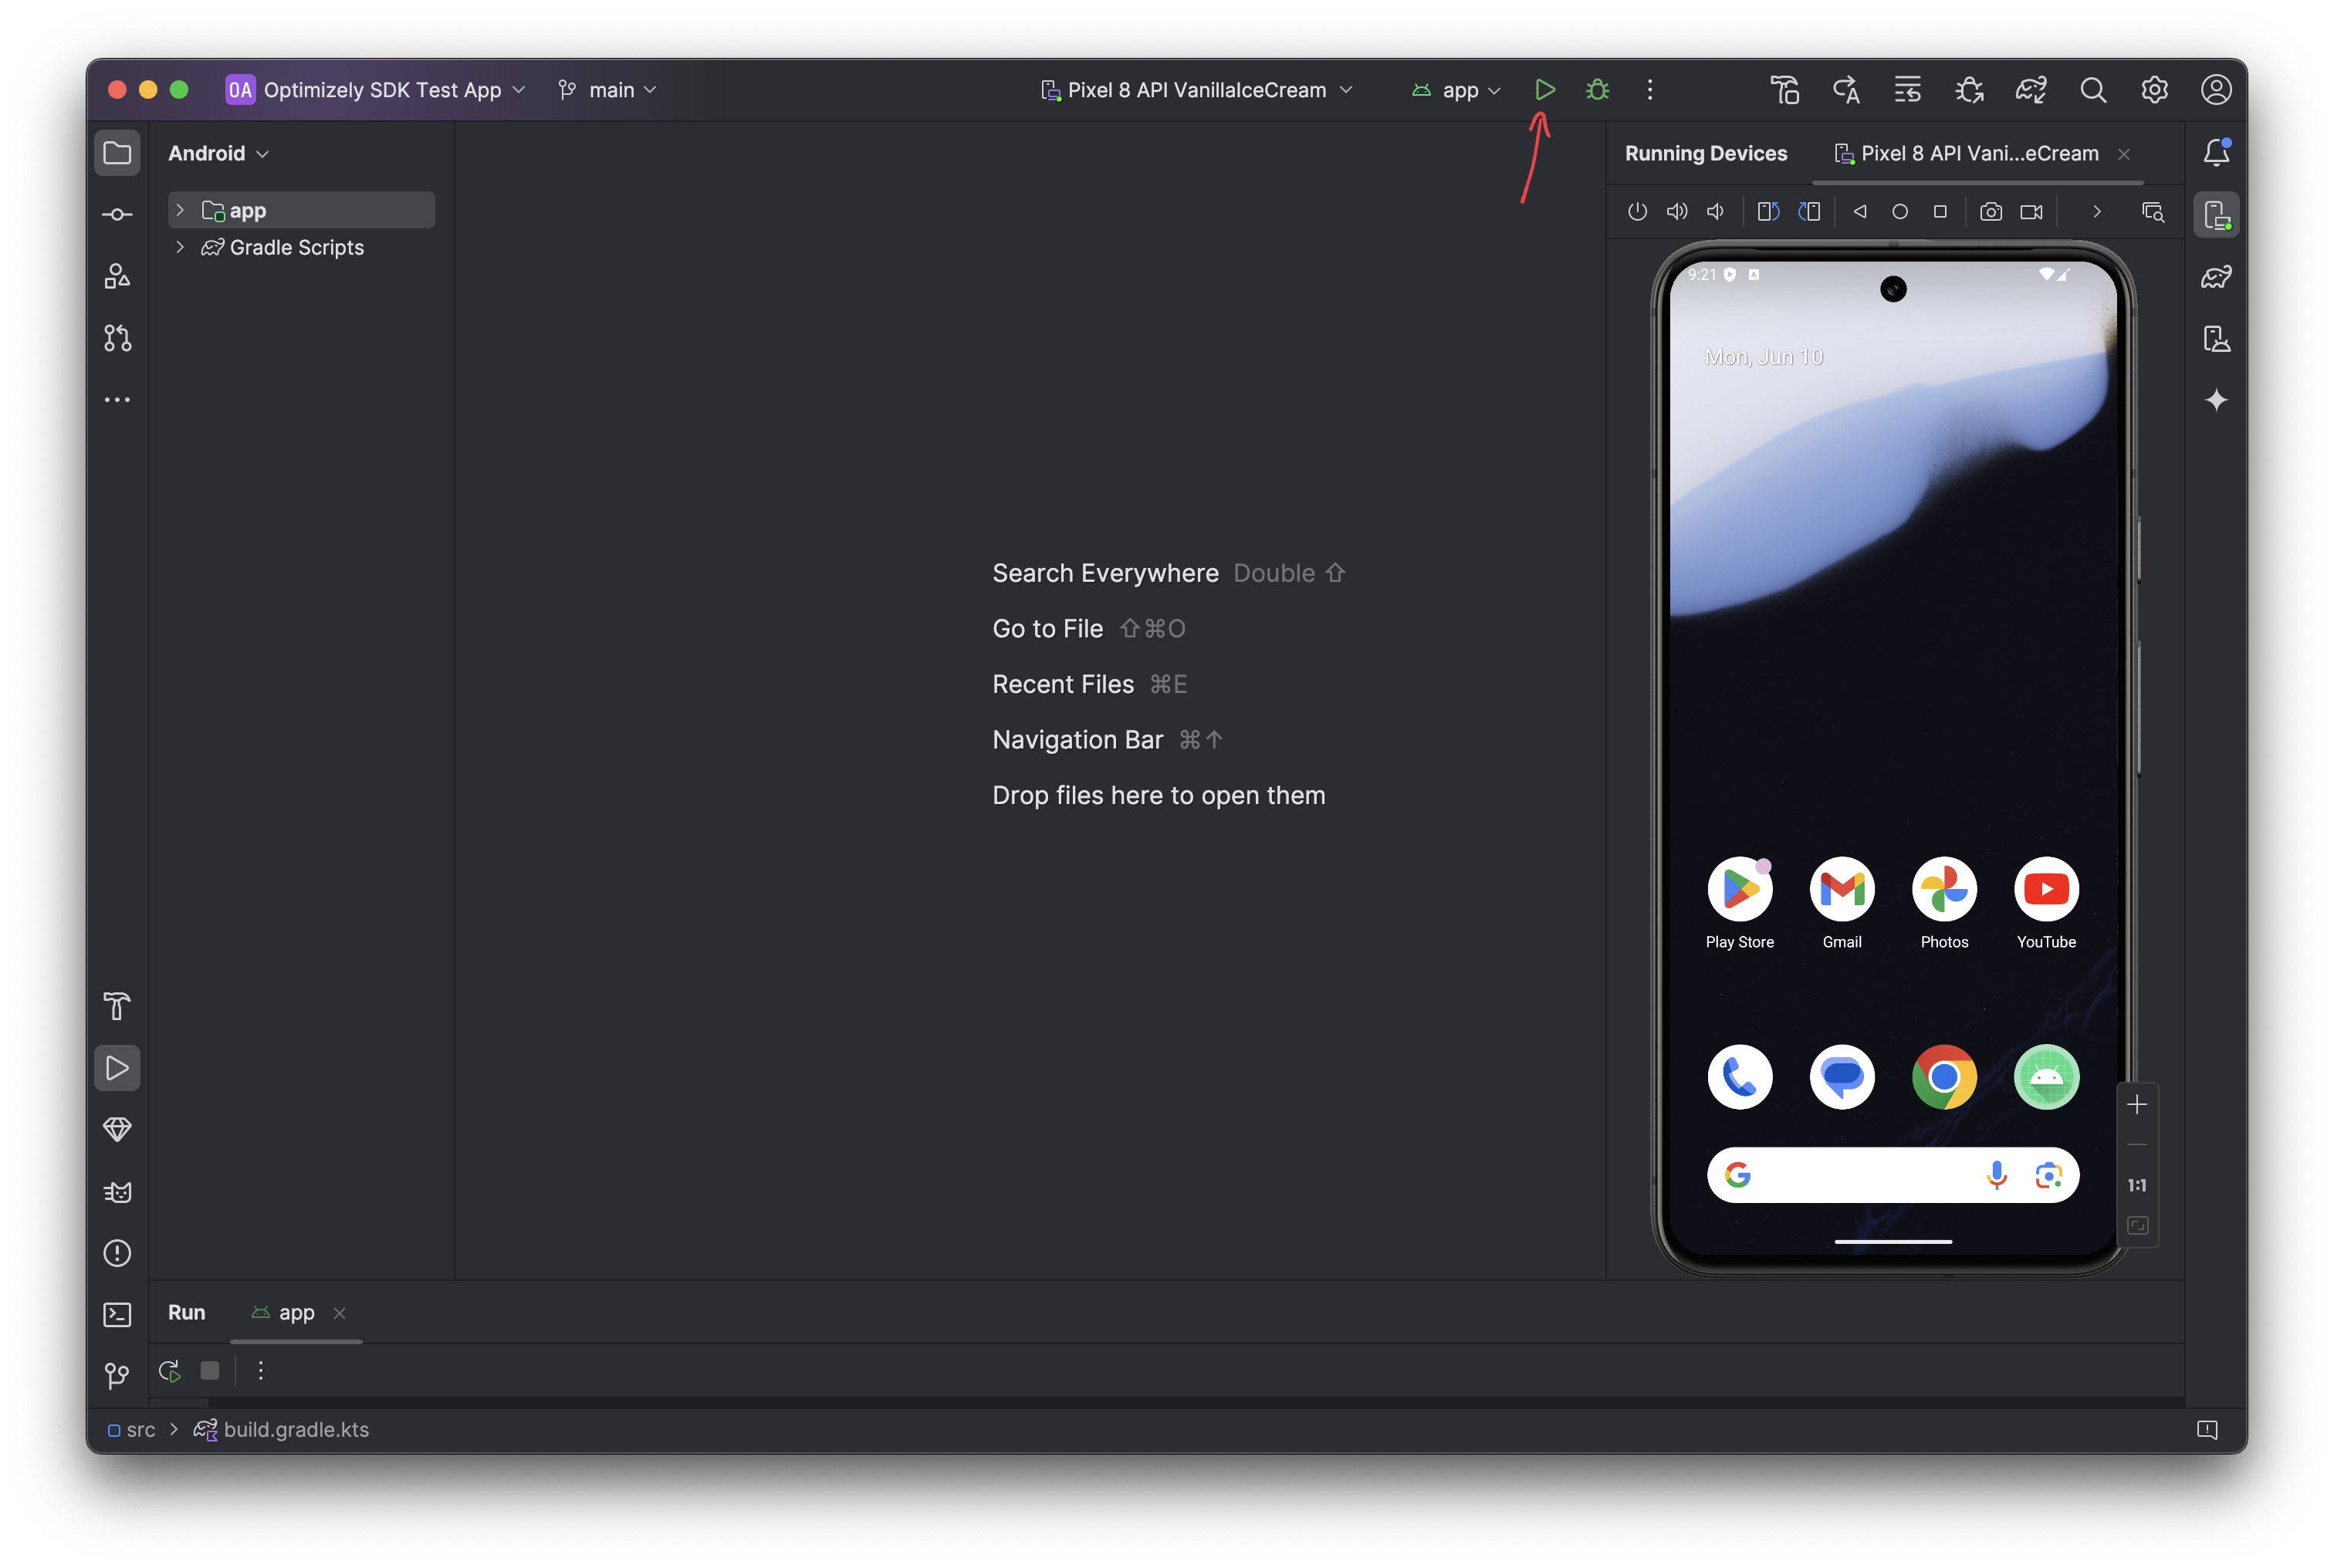 OA Optimizely SDK Test App main Pixel 8 API VanillaIceCream app
Android
app
Gradle Scripts
Search Everywhere Double ⇧
Go to File ⇧⌘O
Recent Files ⌘E
Navigation Bar ⌘↑
Drop files here to open them
Running Devices Pixel 8 API Vani...eCream
9:21
Mon, Jun 10
Play Store Gmail Photos YouTube
1:1
Run app
src > build.gradle.kts